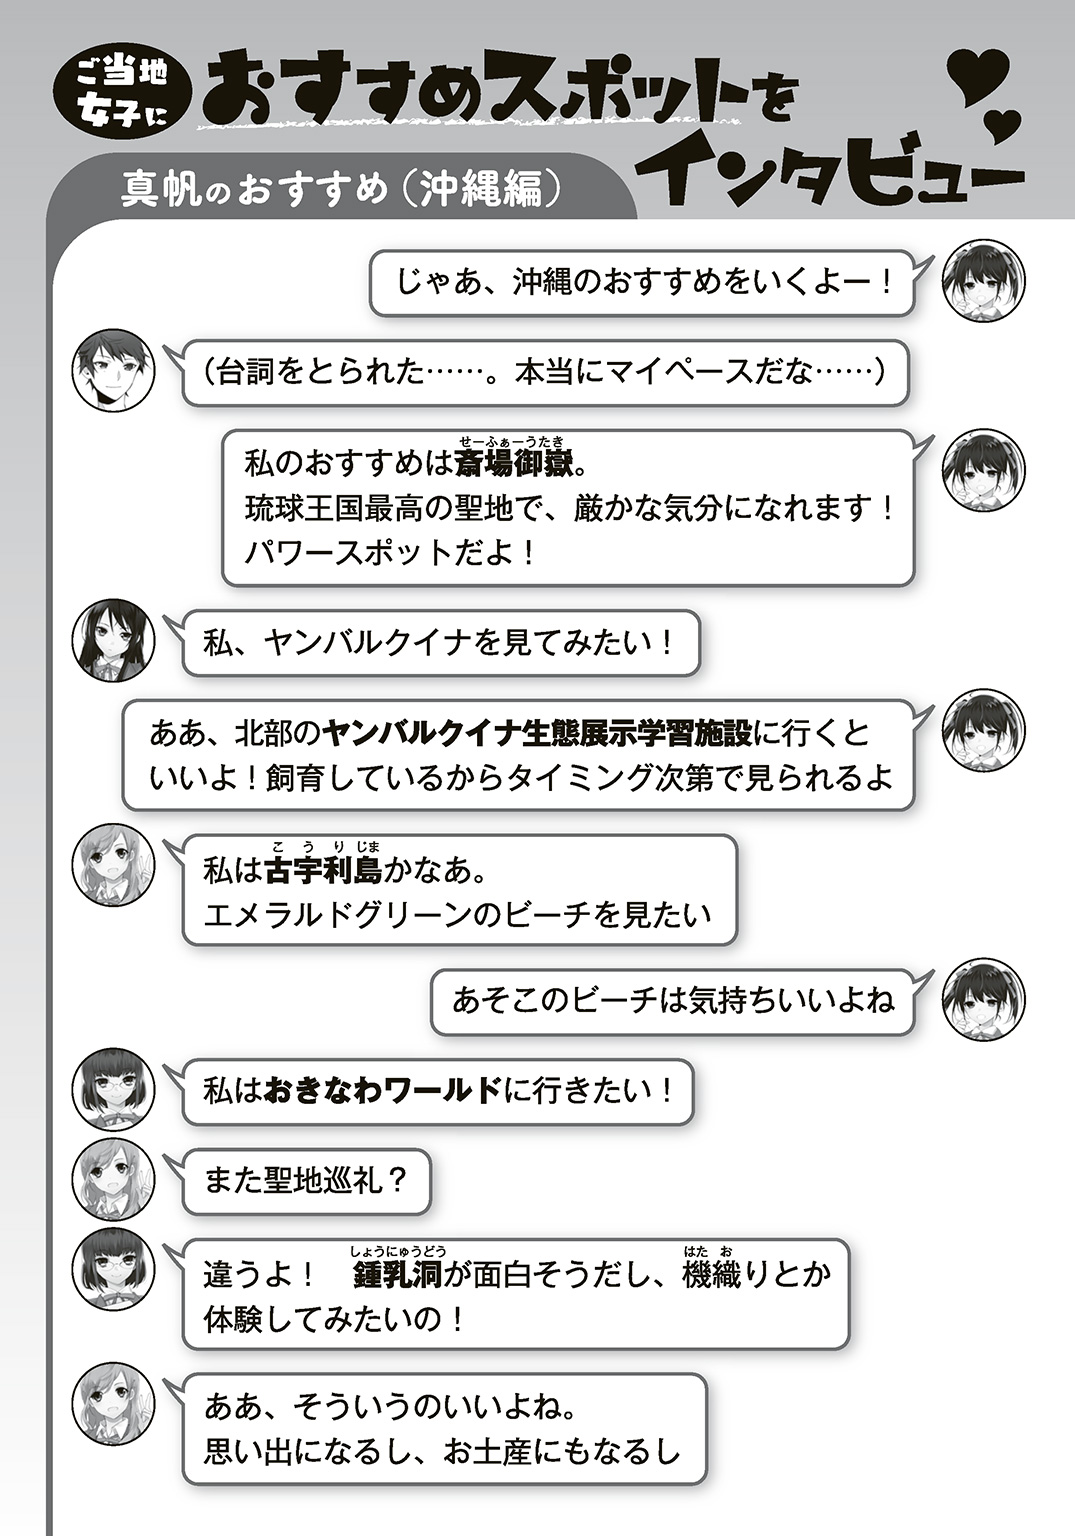 ご当地
女子に
おすすめスポットを
インタビュー
真帆のおすすめ（沖縄編）
じゃあ、沖縄のおすすめをいくよー！
（台詞をとられた……。本当にマイペースだな……）
せーふぁーうたき
私のおすすめは斎場御嶽。
琉球王国最高の聖地で、厳かな気分になれます！
パワースポットだよ！
私、ヤンバルクイナを見てみたい！
ああ、北部のヤンバルクイナ生態展示学習施設に行くと
いいよ！飼育しているからタイミング次第で見られるよ
こうりじま
私は古宇利島かなあ。
エメラルドグリーンのビーチを見たい
あそこのビーチは気持ちいいよね
私はおきなわワールドに行きたい！
また聖地巡礼？
しょうにゅうどう　はたお
違うよ！　鍾乳洞が面白そうだし、機織りとか
体験してみたいの！
ああ、そういうのいいよね。
思い出になるし、お土産にもなるし